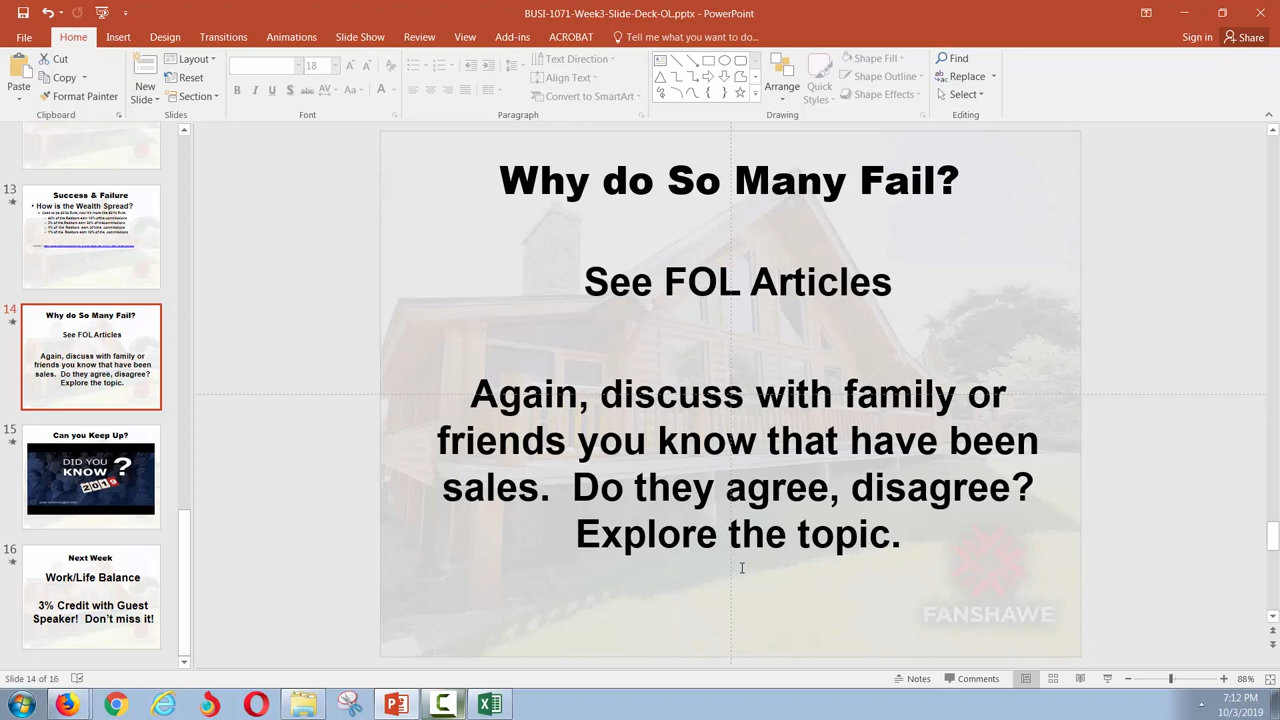 BUSI-1071-Week3-Slide-Deck-OL.pptx - PowerPoint
File Home Insert Design Transitions Animations Slide Show Review View Add-ins ACROBAT Tell me what you want to do... Sign in Share
Cut
Copy
Format Painter
Paste
Clipboard
New
Slide
Layout
Reset
Section
Slides
18
B I U S abc AV Aa A
Font
Text Direction
Align Text
Convert to SmartArt
Paragraph
Arrange
Quick
Styles
Shape Fill
Shape Outline
Shape Effects
Drawing
Find
Replace
Select
Editing
13
Success & Failure
• How is the Wealth Spread?
14
Why do So Many Fail?
See FOL Articles
Again, discuss with family or
friends you know that have been
sales. Do they agree, disagree?
Explore the topic.
15
Can you Keep Up?
DID YOU
KNOW ?
2019
16
Next Week
Work/Life Balance
3% Credit with Guest
Speaker! Don't miss it!
Why do So Many Fail?
See FOL Articles
Again, discuss with family or
friends you know that have been
sales. Do they agree, disagree?
Explore the topic.
FANSHAWE
Slide 14 of 16
Notes Comments 88%
7:12 PM
10/3/2019